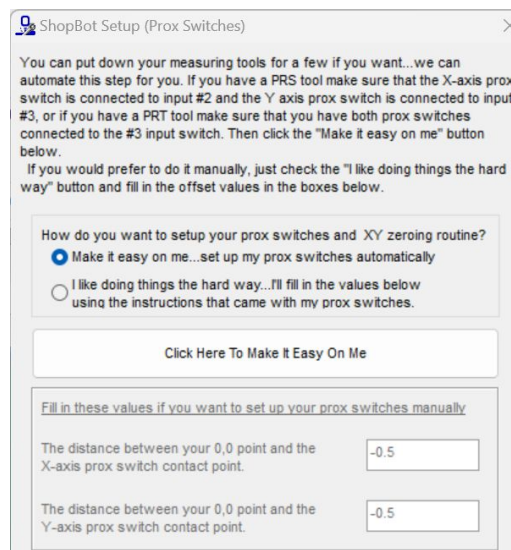 ShopBot Setup (Prox Switches)
You can put down your measuring tools for a few if you want...we can
automate this step for you. If you have a PRS tool make sure that the X-axis prox
switch is connected to input #2 and the Y axis prox switch is connected to input
#3, or if you have a PRT tool make sure that you have both prox switches
connected to the #3 input switch. Then click the "Make it easy on me" button
below.
If you would prefer to do it manually, just check the "I like doing things the hard
way" button and fill in the offset values in the boxes below.
How do you want to setup your prox switches and XY zeroing routine?
Make it easy on me...set up my prox switches automatically
I like doing things the hard way...I'll fill in the values below
using the instructions that came with my prox switches.
Click Here To Make It Easy On Me
Fill in these values if you want to set up your prox switches manually
The distance between your 0,0 point and the
X-axis prox switch contact point.
-0.5
The distance between your 0,0 point and the
Y-axis prox switch contact point.
-0.5